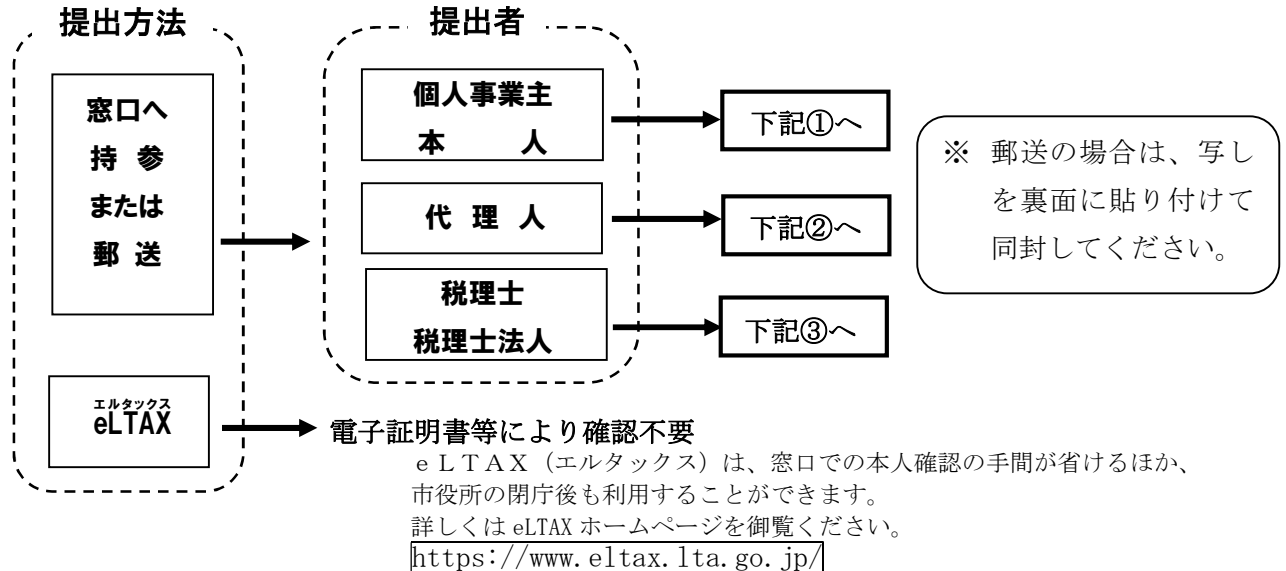 提出方法
窓口へ
持 参
または
郵 送
エルタックス
eLTAX
提出者
個人事業主
本 人
代 理 人
税理士
税理士法人
下記①へ
下記②へ
下記③へ
※ 郵送の場合は、写し
を裏面に貼り付けて
同封してください。
電子証明書等により確認不要
eLTAX（エルタックス）は、窓口での本人確認の手間が省けるほか、
市役所の閉庁後も利用することができます。
詳しくは eLTAX ホームページを御覧ください。
https://www.eltax.lta.go.jp/